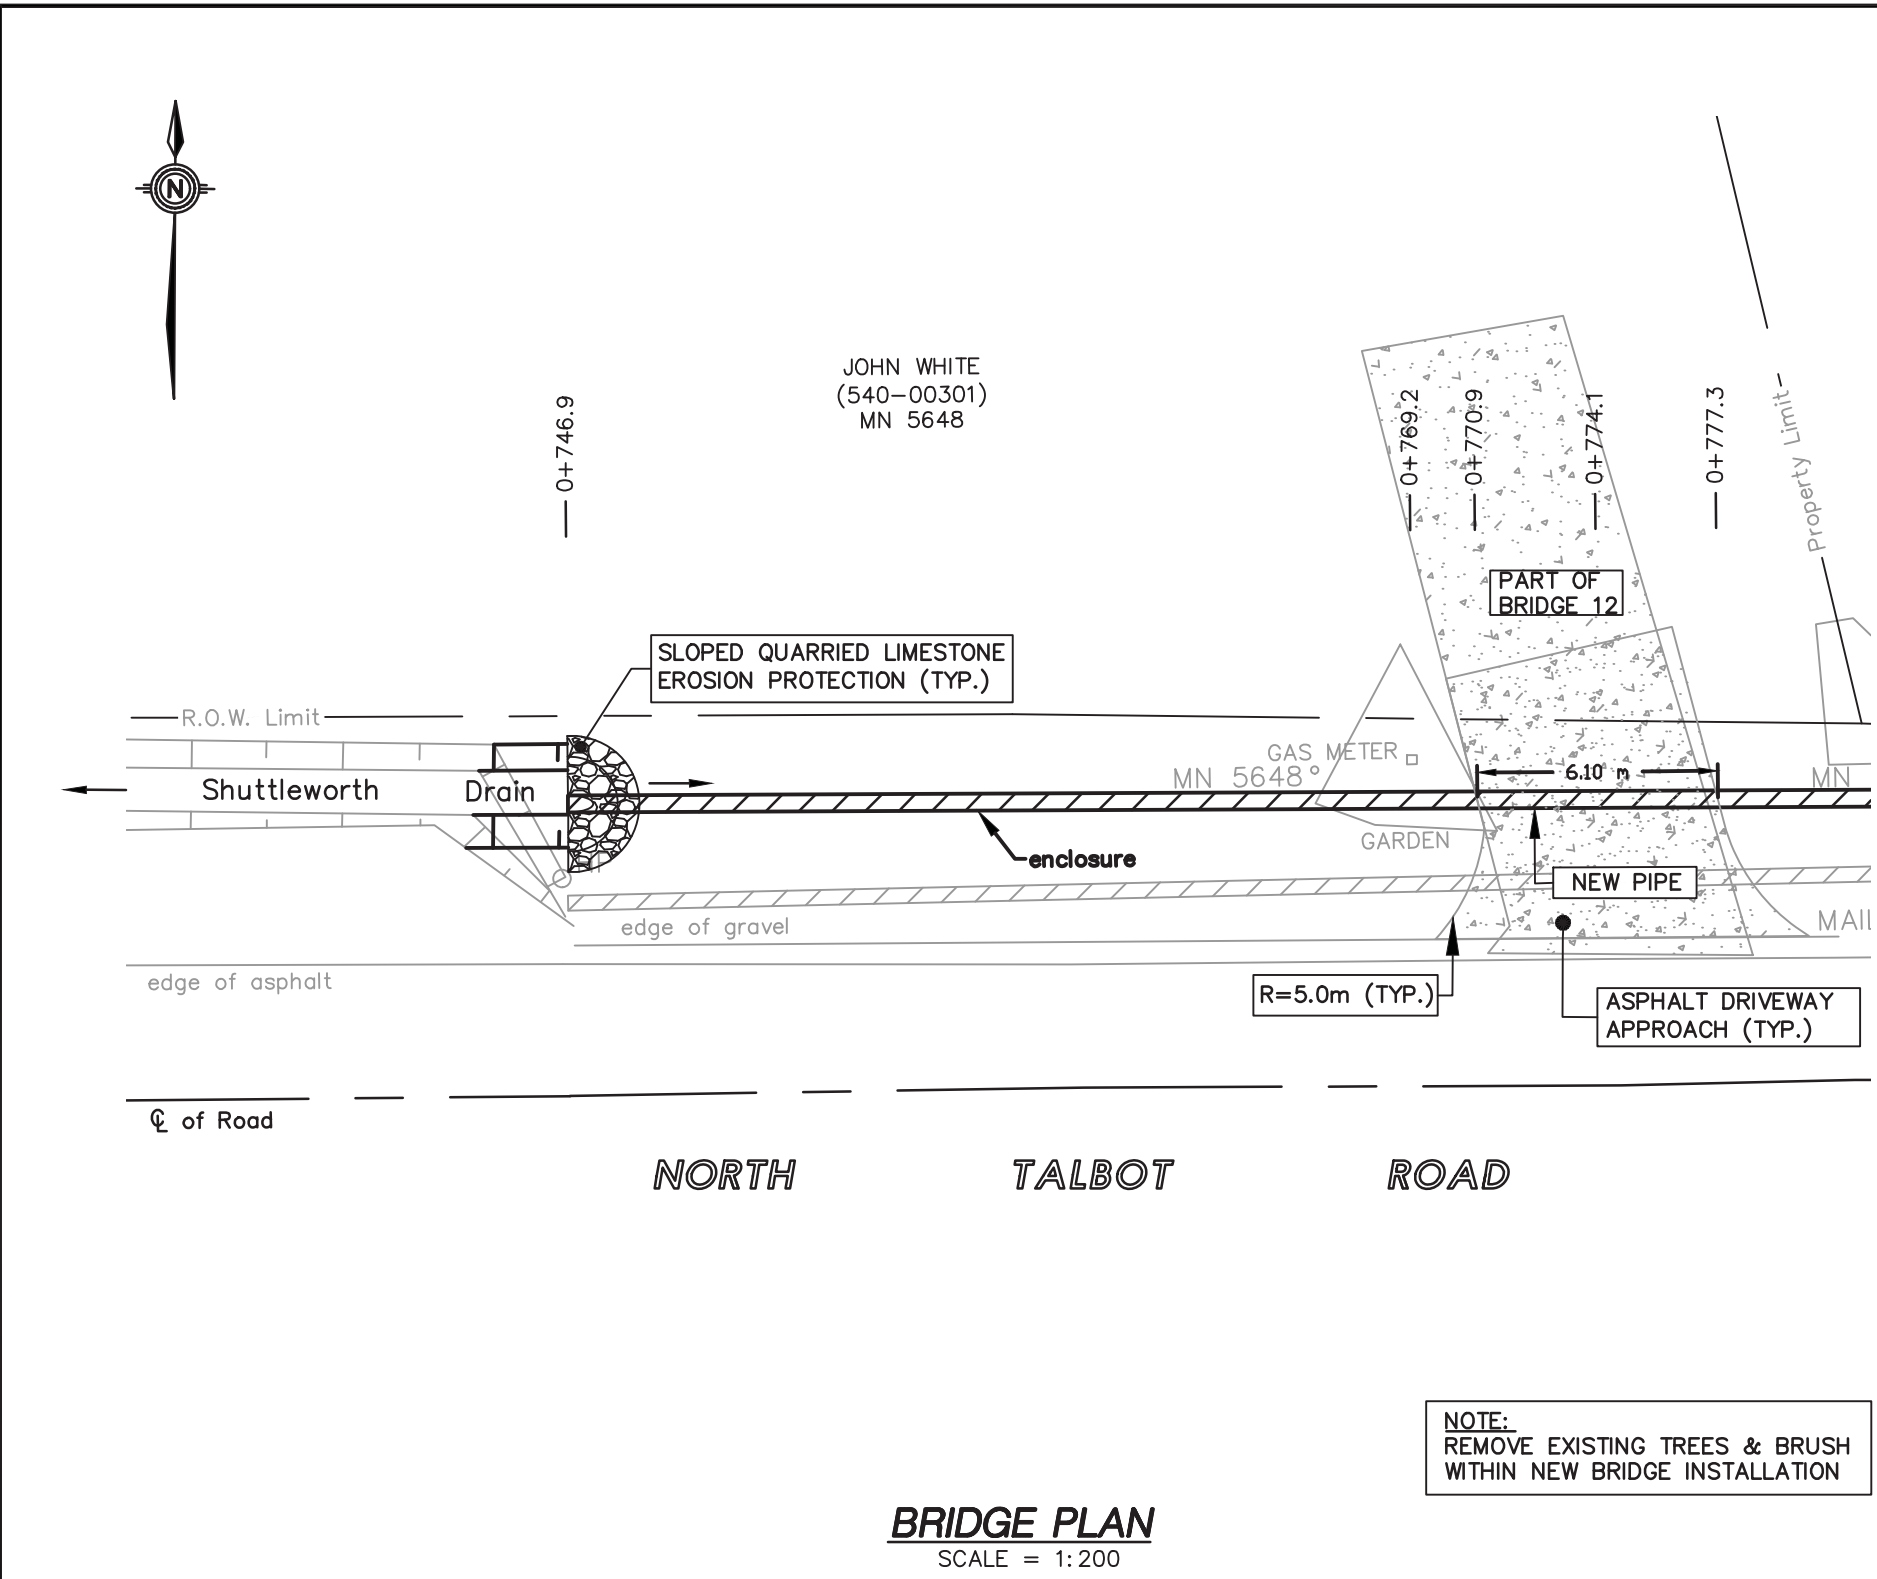 N
JOHN WHITE
(540-00301)
MN 5648
0+746.9
0+769.2
0+770.9
0+774.1
0+777.3
Property Limit
PART OF
BRIDGE 12
SLOPED QUARRIED LIMESTONE
EROSION PROTECTION (TYP.)
R.O.W. Limit
GAS METER
MN 5648°
6.10 m
MN
Shuttleworth Drain
GARDEN
enclosure
NEW PIPE
edge of gravel
MAIL
edge of asphalt
R=5.0m (TYP.)
ASPHALT DRIVEWAY
APPROACH (TYP.)
℄ of Road
NORTH TALBOT ROAD
NOTE:
REMOVE EXISTING TREES & BRUSH
WITHIN NEW BRIDGE INSTALLATION
BRIDGE PLAN
SCALE = 1:200